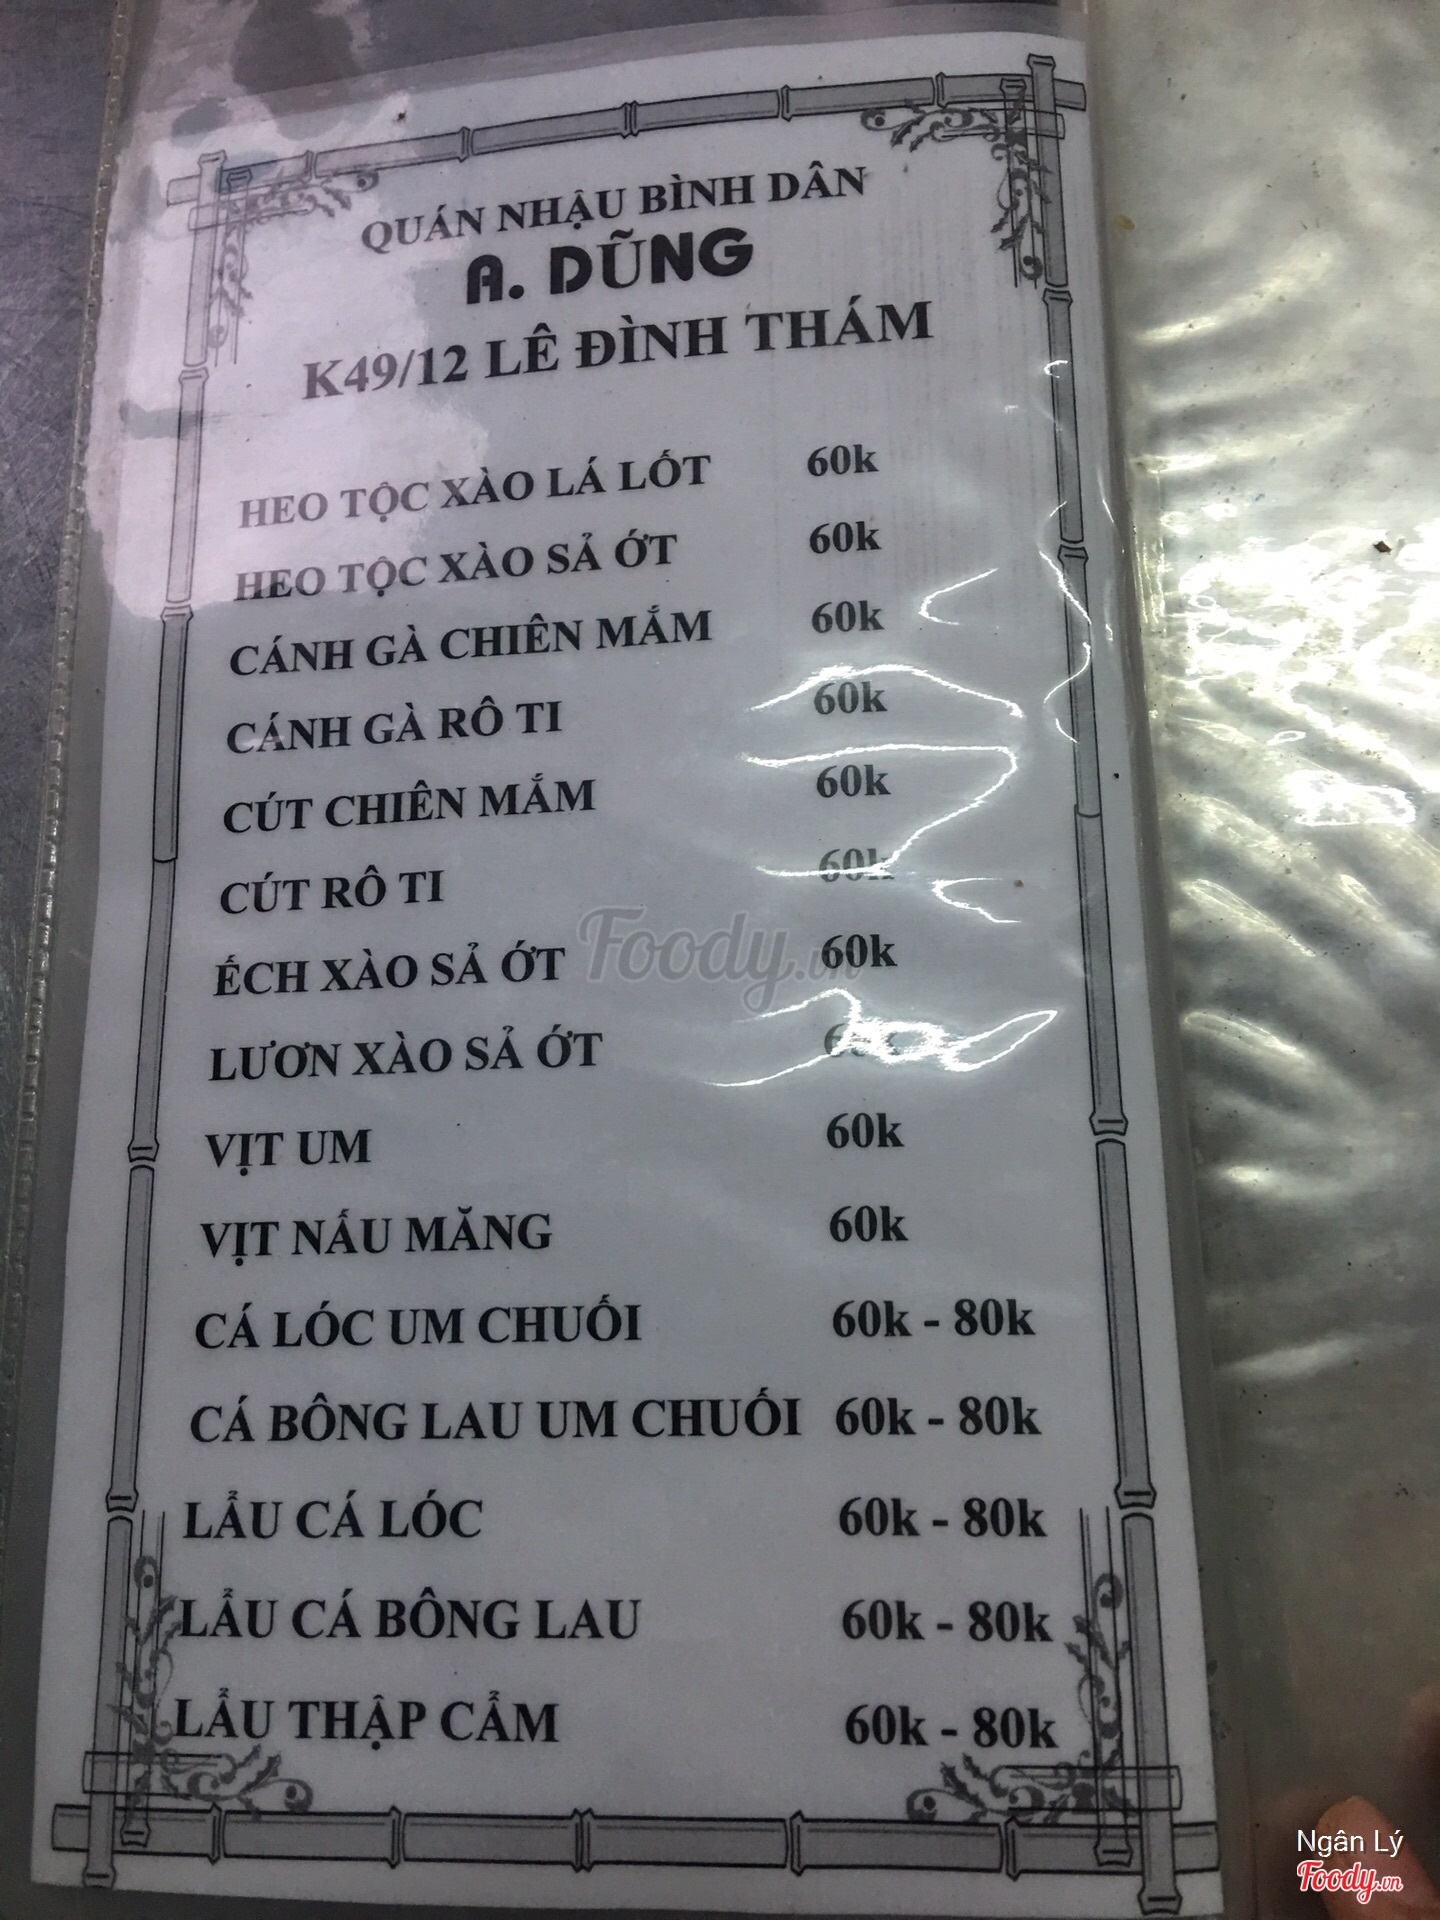 QUÁN NHẬU BÌNH DÂN
A. DŨNG
K49/12 LÊ ĐÌNH THÁM
HEO TỘC XÀO LÁ LỐT 60k
HEO TỘC XÀO SẢ ỚT 60k
CÁNH GÀ CHIÊN MẮM 60k
CÁNH GÀ RÔ TI 60k
CÚT CHIÊN MẮM 60k
CÚT RÔ TI 60k
ẾCH XÀO SẢ ỚT 60k
Foody.vn
LƯƠN XÀO SẢ ỚT
VỊT UM 60k
VỊT NẤU MĂNG 60k
CÁ LÓC UM CHUỐI 60k - 80k
CÁ BÔNG LAU UM CHUỐI 60k - 80k
LẨU CÁ LÓC 60k - 80k
LẨU CÁ BÔNG LAU 60k - 80k
LẨU THẬP CẨM 60k - 80k
Ngân Lý
Foody.vn